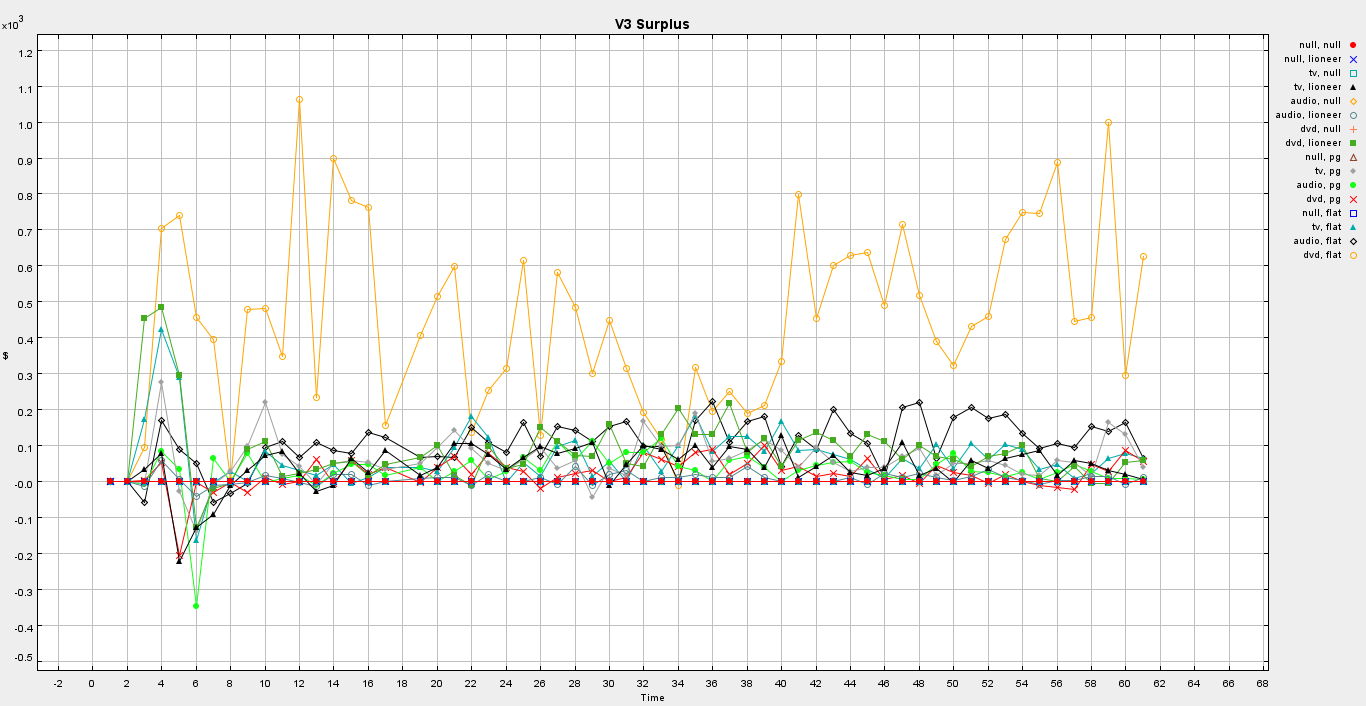 V3 Surplus
×10³
1.2
1.1
1.0
0.9
0.8
0.7
0.6
0.5
0.4
0.3
0.2
0.1
-0.0
-0.1
-0.2
-0.3
-0.4
-0.5
$
-2 0 2 4 6 8 10 12 14 16 18 20 22 24 26 28 30 32 34 36 38 40 42 44 46 48 50 52 54 56 58 60 62 64 66 68
Time
null, null
null, lioneer
tv, null
tv, lioneer
audio, null
audio, lioneer
dvd, null
dvd, lioneer
null, pg
tv, pg
audio, pg
dvd, pg
null, flat
tv, flat
audio, flat
dvd, flat